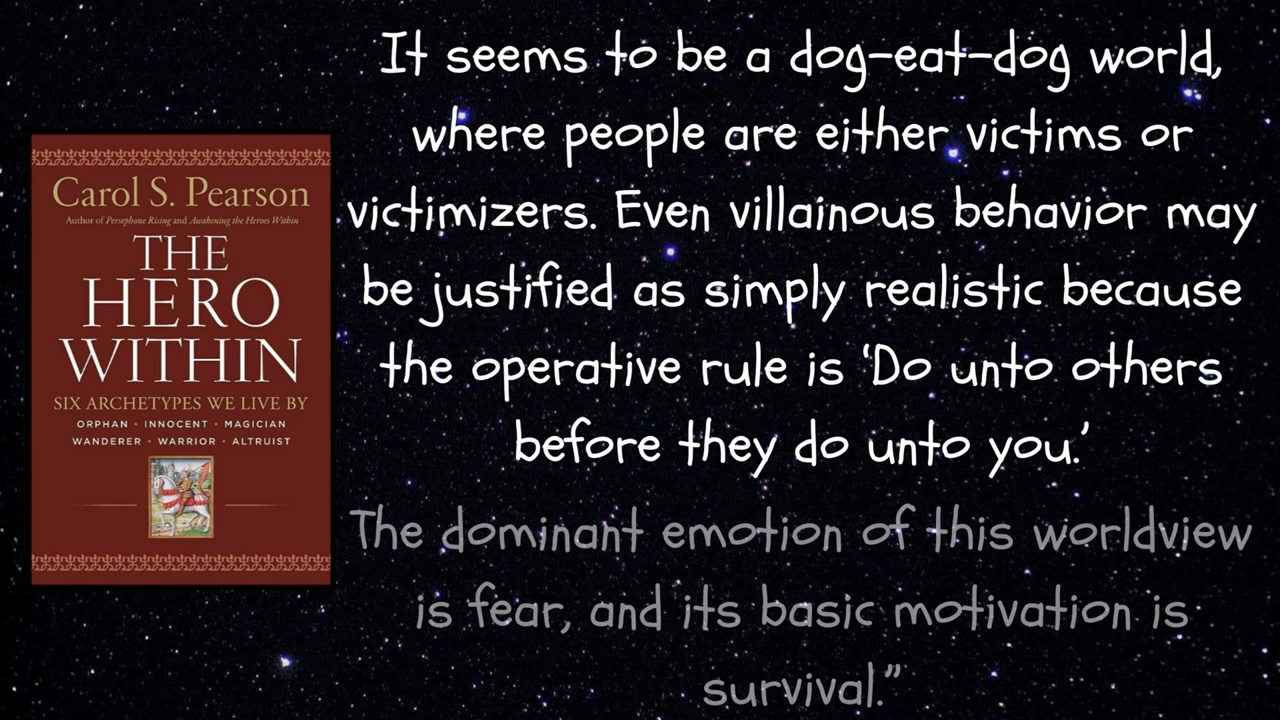 Carol S. Pearson
Author of Persephone Rising and Awakening the Heroes Within
THE
HERO
WITHIN
SIX ARCHETYPES WE LIVE BY
ORPHAN • INNOCENT • MAGICIAN
WANDERER • WARRIOR • ALTRUIST
It seems to be a dog-eat-dog world,
where people are either victims or
victimizers. Even villainous behavior may
be justified as simply realistic because
the operative rule is ‘Do unto others
before they do unto you.’
The dominant emotion of this worldview
is fear, and its basic motivation is
survival.”